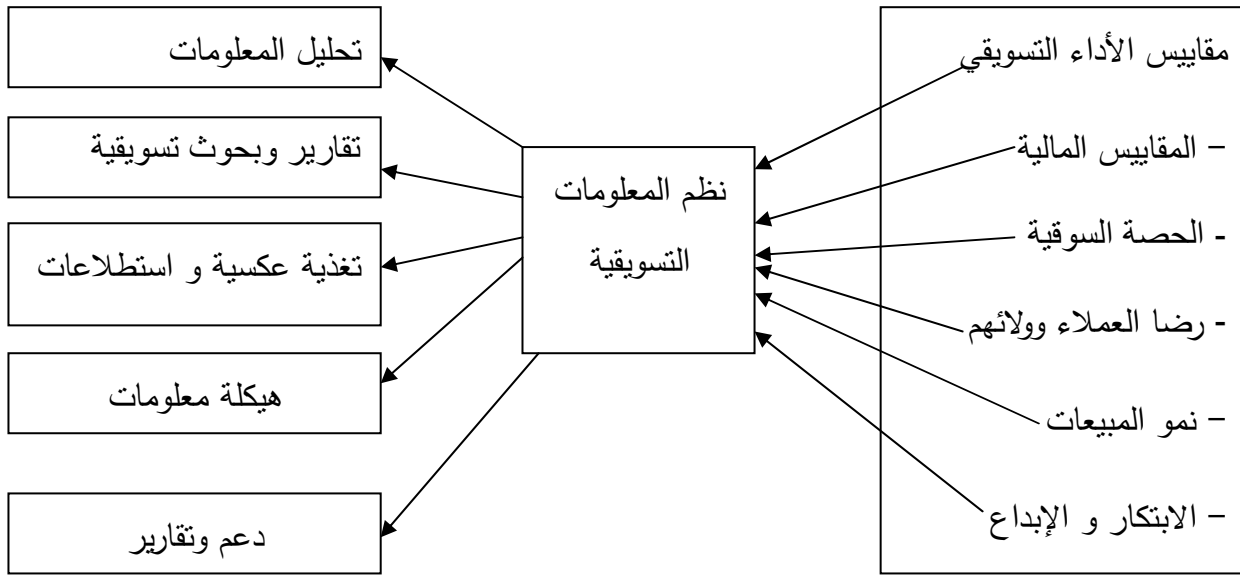 مقاييس الأداء التسويقي
– المقاييس المالية
- الحصة السوقية
- رضا العملاء وولائهم
– نمو المبيعات
– الابتكار و الإبداع
نظم المعلومات
التسويقية
تحليل المعلومات
تقارير وبحوث تسويقية
تغذية عكسية و استطلاعات
هيكلة معلومات
دعم وتقارير